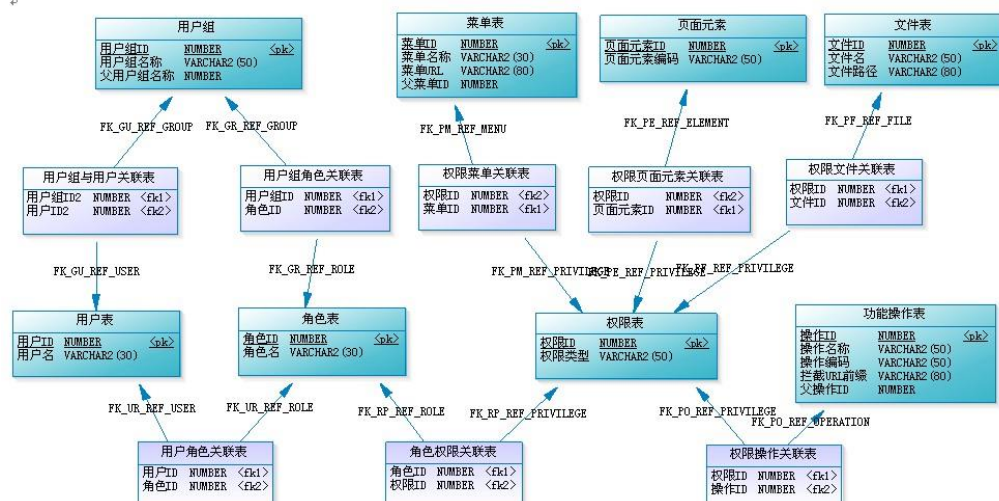 用户组
用户组ID NUMBER <pk>
用户组名称 VARCHAR2(50)
父用户组名称 NUMBER
菜单表
菜单ID NUMBER <pk>
菜单名称 VARCHAR2(30)
菜单URL VARCHAR2(80)
父菜单ID NUMBER
页面元素
页面元素ID NUMBER <pk>
页面元素编码 VARCHAR2(50)
文件表
文件ID NUMBER <pk>
文件名 VARCHAR2(50)
文件路径 VARCHAR2(80)
FK_GU_REF_GROUP
FK_GR_REF_GROUP
FK_PM_REF_MENU
FK_PE_REF_ELEMENT
FK_PF_REF_FILE
用户组与用户关联表
用户组ID2 NUMBER <fk1>
用户ID2 NUMBER <fk2>
用户组角色关联表
用户组ID NUMBER <fk1>
角色ID NUMBER <fk2>
权限菜单关联表
权限ID NUMBER <fk2>
菜单ID NUMBER <fk1>
权限页面元素关联表
权限ID NUMBER <fk2>
页面元素ID NUMBER <fk1>
权限文件关联表
权限ID NUMBER <fk1>
文件ID NUMBER <fk2>
FK_GU_REF_USER
FK_GR_REF_ROLE
FK_PM_REF_PRIVILEGE
FK_PE_REF_PRIVILEGE
FK_PF_REF_PRIVILEGE
用户表
用户ID NUMBER <pk>
用户名 VARCHAR2(30)
角色表
角色ID NUMBER <pk>
角色名 VARCHAR2(30)
权限表
权限ID NUMBER <pk>
权限类型 VARCHAR2(50)
功能操作表
操作ID NUMBER <pk>
操作名称 VARCHAR2(50)
操作编码 VARCHAR2(50)
拦截URL前缀 VARCHAR2(80)
父操作ID NUMBER
FK_UR_REF_USER
FK_UR_REF_ROLE
FK_RP_REF_ROLE
FK_RP_REF_PRIVILEGE
FK_PO_REF_PRIVILEGE
FK_PO_REF_OPERATION
用户角色关联表
用户ID NUMBER <fk1>
角色ID NUMBER <fk2>
角色权限关联表
角色ID NUMBER <fk1>
权限ID NUMBER <fk2>
权限操作关联表
权限ID NUMBER <fk1>
操作ID NUMBER <fk2>